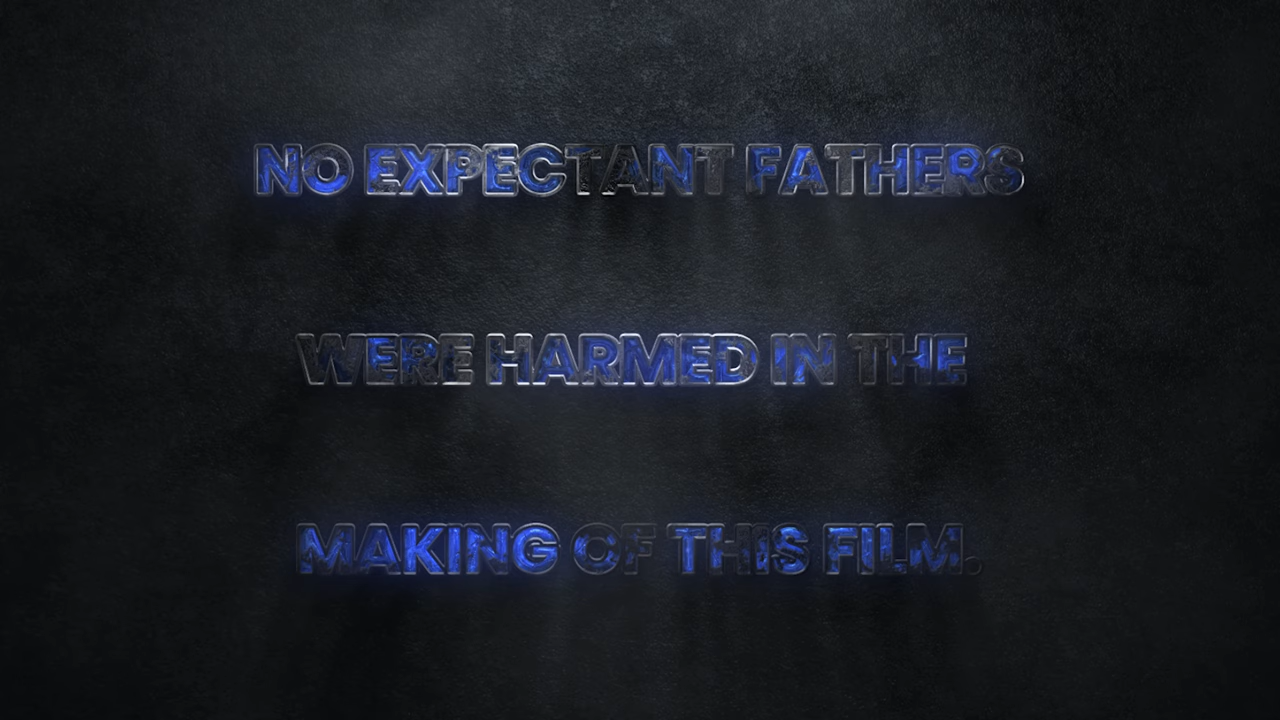 NO EXPECTANT FATHERS
WERE HARMED IN THE
MAKING OF THIS FILM.